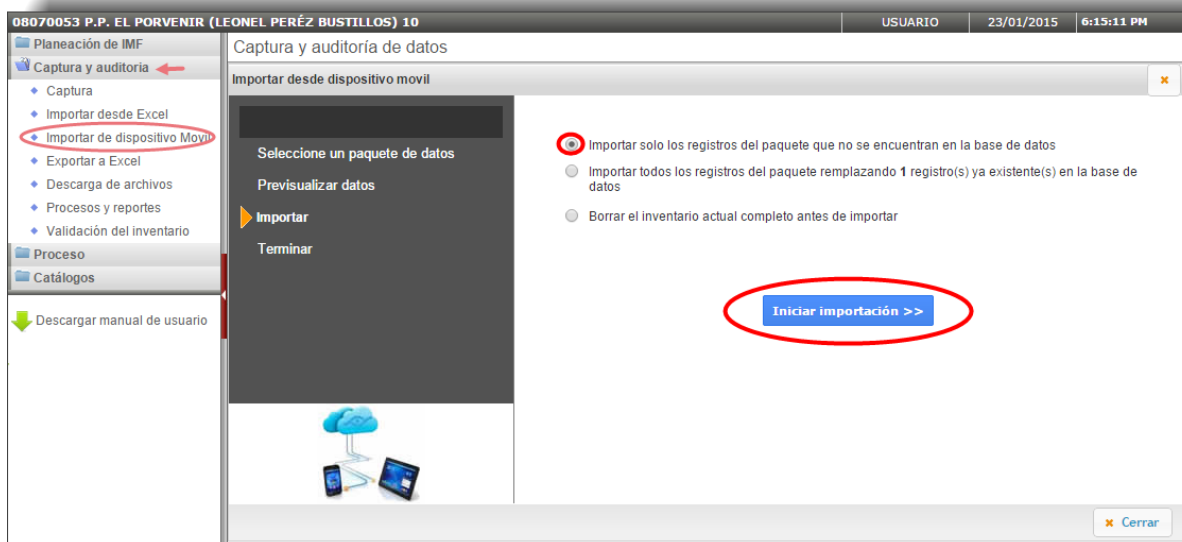 08070053 P.P. EL PORVENIR (LEONEL PERÉZ BUSTILLOS) 10
USUARIO
23/01/2015
6:15:11 PM
Planeación de IMF
Captura y auditoria
Captura
Importar desde Excel
Importar de dispositivo Movil
Exportar a Excel
Descarga de archivos
Procesos y reportes
Validación del inventario
Proceso
Catálogos
Descargar manual de usuario
Captura y auditoría de datos
Importar desde dispositivo movil
Seleccione un paquete de datos
Previsualizar datos
Importar
Terminar
Importar solo los registros del paquete que no se encuentran en la base de datos
Importar todos los registros del paquete remplazando 1 registro(s) ya existente(s) en la base de
datos
Borrar el inventario actual completo antes de importar
Iniciar importación >>
Cerrar